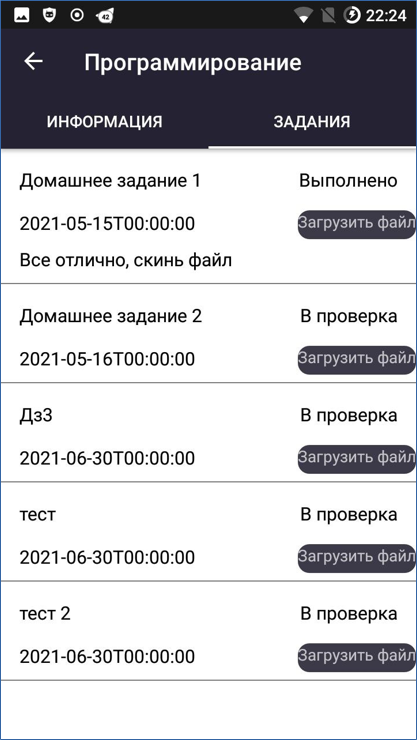 42 22:24
Программирование
ИНФОРМАЦИЯ ЗАДАНИЯ
Домашнее задание 1 Выполнено
2021-05-15T00:00:00 Загрузить файл
Все отлично, скинь файл
Домашнее задание 2 В проверка
2021-05-16T00:00:00 Загрузить файл
Дз3 В проверка
2021-06-30T00:00:00 Загрузить файл
тест В проверка
2021-06-30T00:00:00 Загрузить файл
тест 2 В проверка
2021-06-30T00:00:00 Загрузить файл